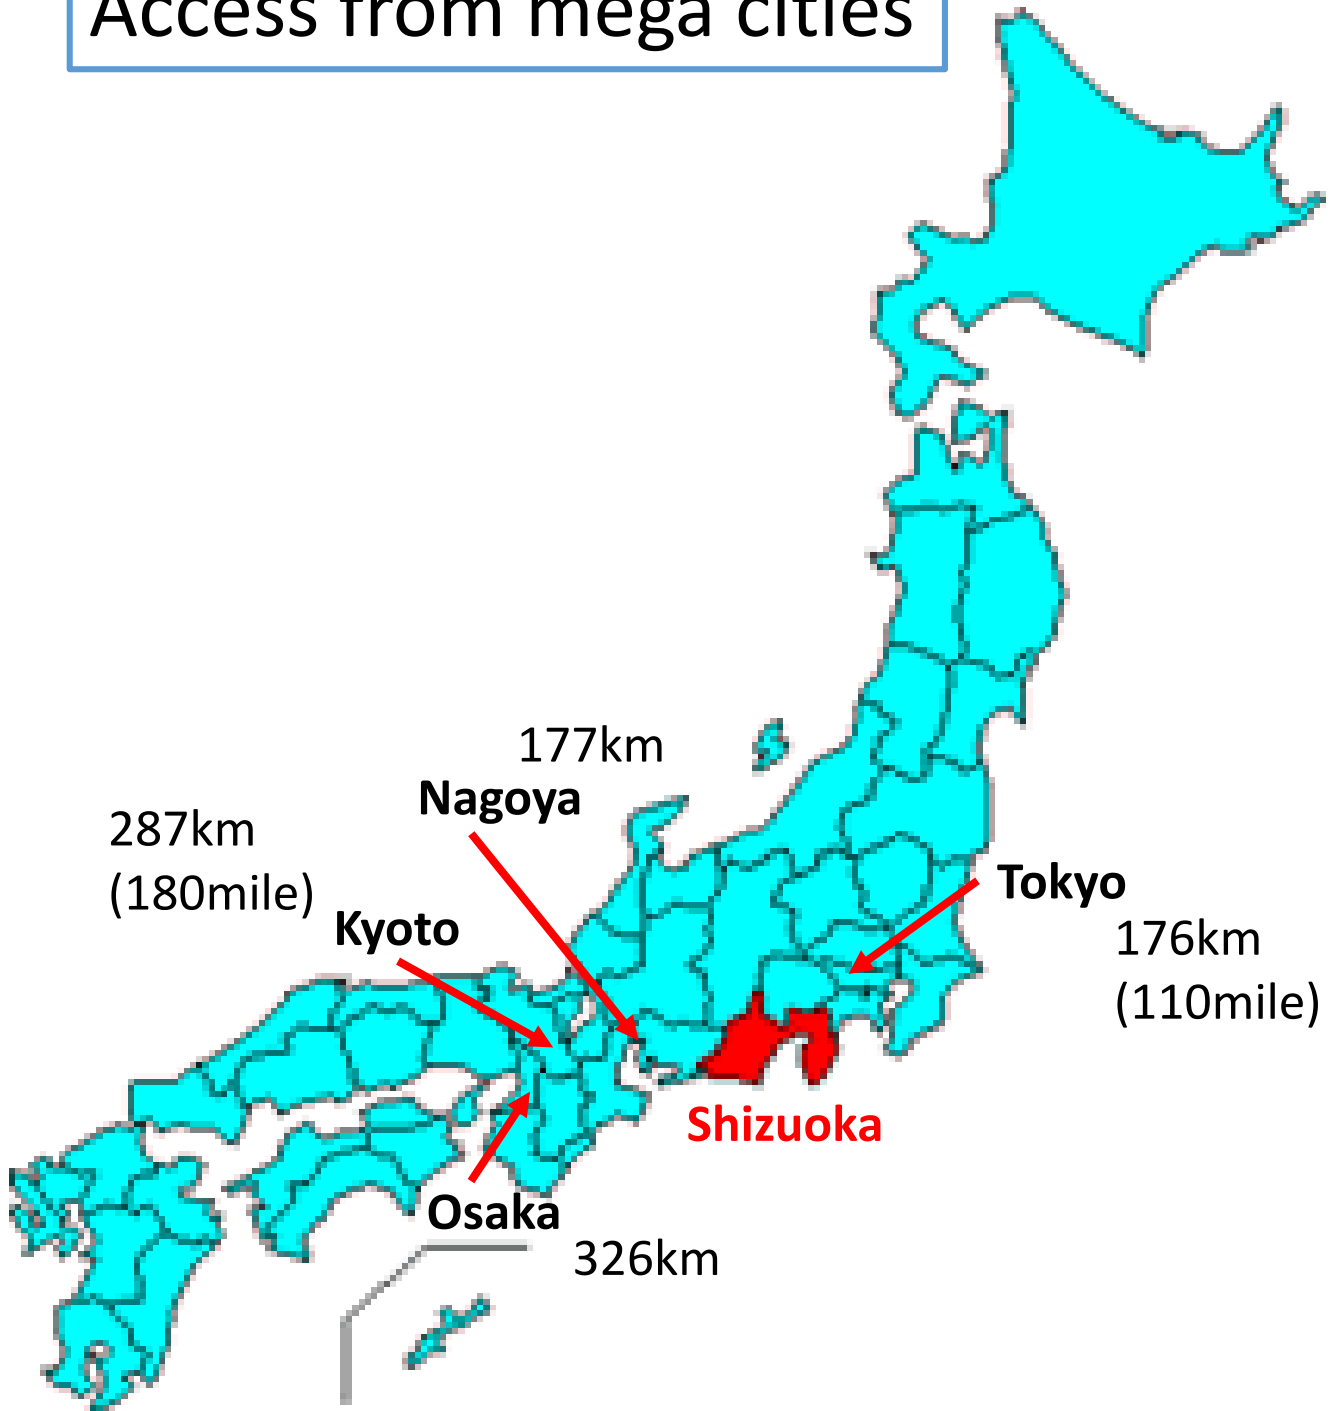 Access from mega cities
177km
Nagoya
287km
(180mile)
Kyoto
Tokyo
176km
(110mile)
Shizuoka
Osaka
326km